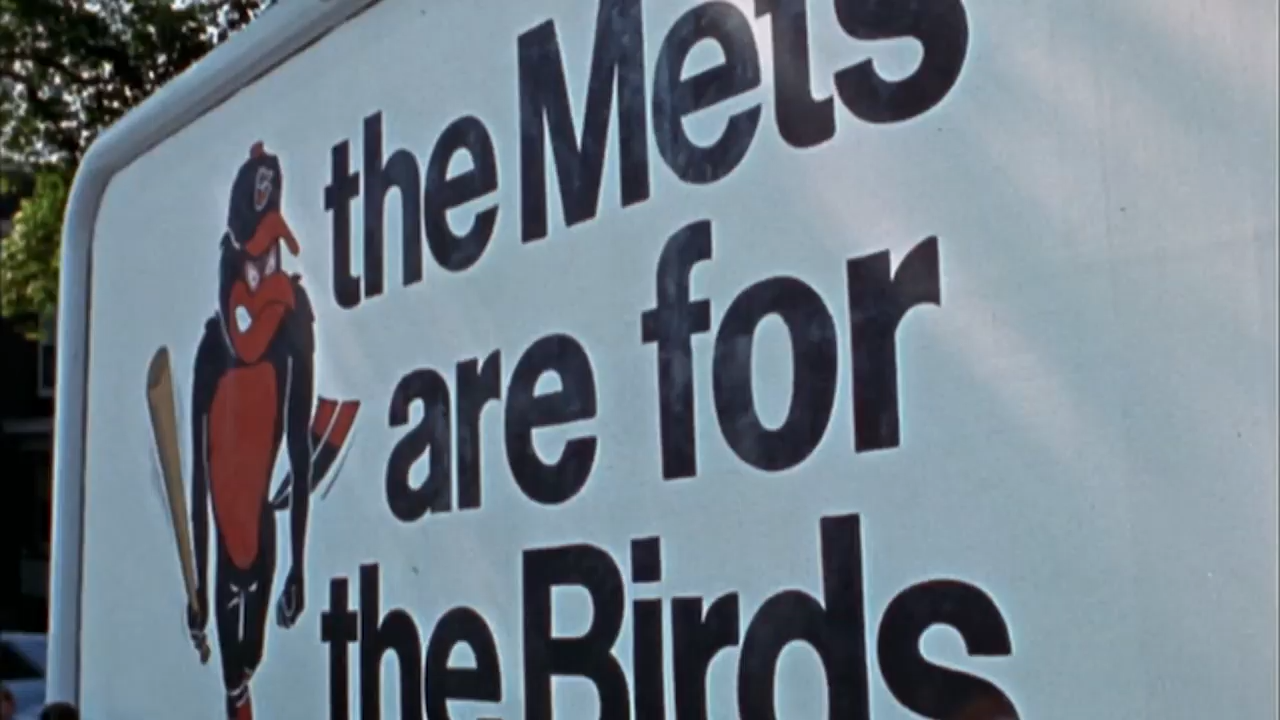 the Mets
are for
the Birds